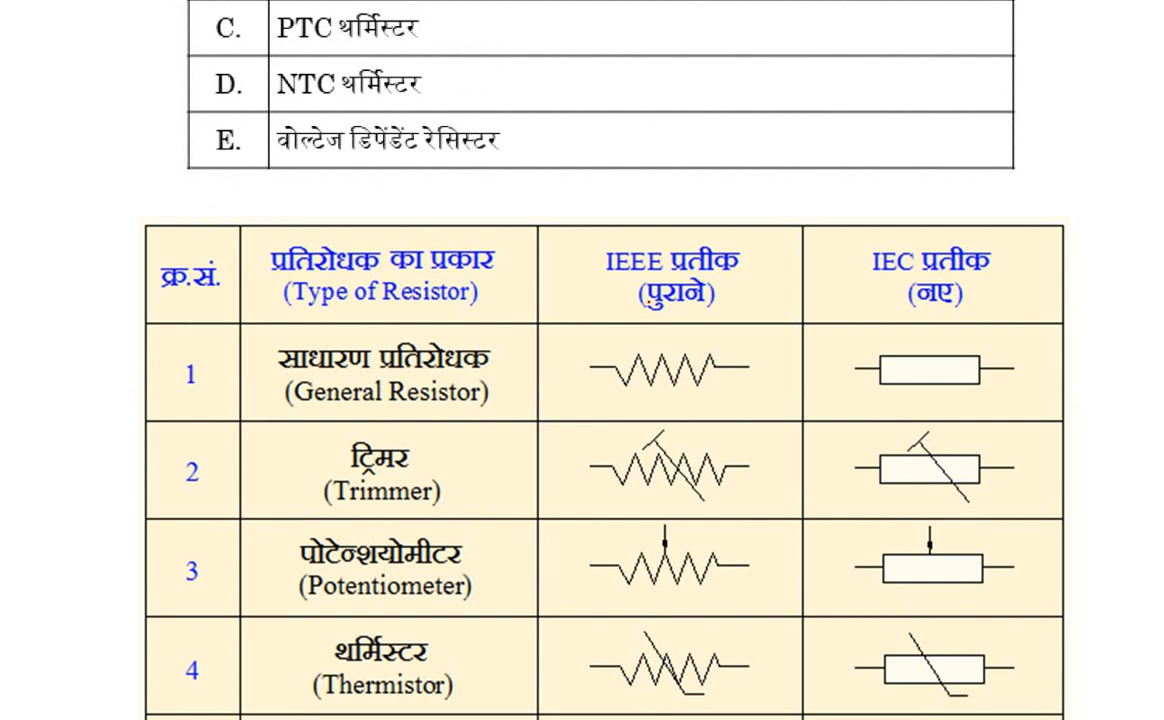 C. PTC थर्मिस्टर
D. NTC थर्मिस्टर
E. वोल्टेज डिपेंडेंट रेसिस्टर
क्र.सं. प्रतिरोधक का प्रकार (Type of Resistor) IEEE प्रतीक (पुराने) IEC प्रतीक (नए)
1 साधारण प्रतिरोधक (General Resistor)
2 ट्रिमर (Trimmer)
3 पोटेन्शयोमीटर (Potentiometer)
4 थर्मिस्टर (Thermistor)